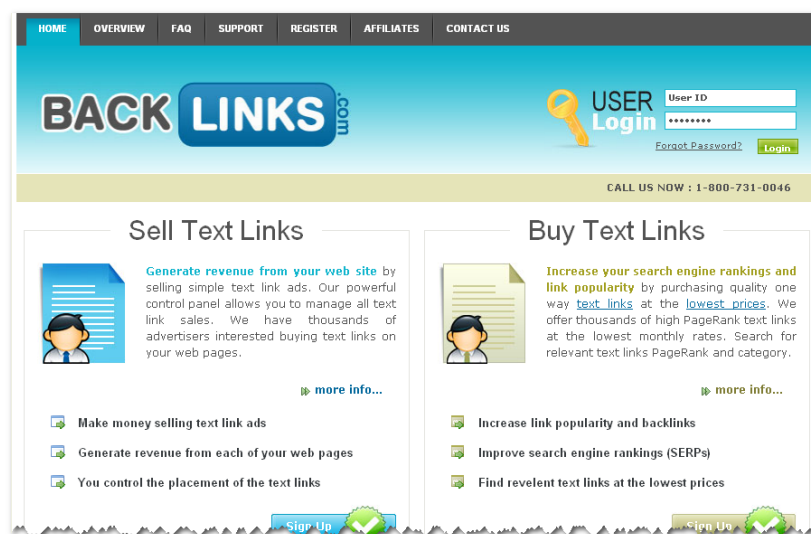 HOME OVERVIEW FAQ SUPPORT REGISTER AFFILIATES CONTACT US
BACK LINKS .com
USER Login
User ID
••••••••
Forgot Password? Login
CALL US NOW : 1-800-731-0046
Sell Text Links
Generate revenue from your web site by
selling simple text link ads. Our powerful
control panel allows you to manage all text
link sales. We have thousands of
advertisers interested buying text links on
your web pages.
more info...
Make money selling text link ads
Generate revenue from each of your web pages
You control the placement of the text links
Sign Up
Buy Text Links
Increase your search engine rankings and
link popularity by purchasing quality one
way text links at the lowest prices. We
offer thousands of high PageRank text links
at the lowest monthly rates. Search for
relevant text links PageRank and category.
more info...
Increase link popularity and backlinks
Improve search engine rankings (SERPs)
Find revelent text links at the lowest prices
Sign Up